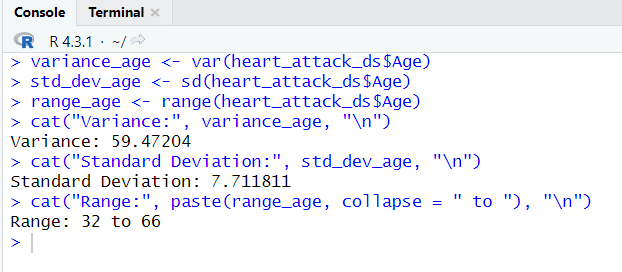 Console Terminal ×
R R 4.3.1 · ~/
> variance_age <- var(heart_attack_ds$Age)
> std_dev_age <- sd(heart_attack_ds$Age)
> range_age <- range(heart_attack_ds$Age)
> cat("Variance:", variance_age, "\n")
Variance: 59.47204
> cat("Standard Deviation:", std_dev_age, "\n")
Standard Deviation: 7.711811
> cat("Range:", paste(range_age, collapse = " to "), "\n")
Range: 32 to 66
>